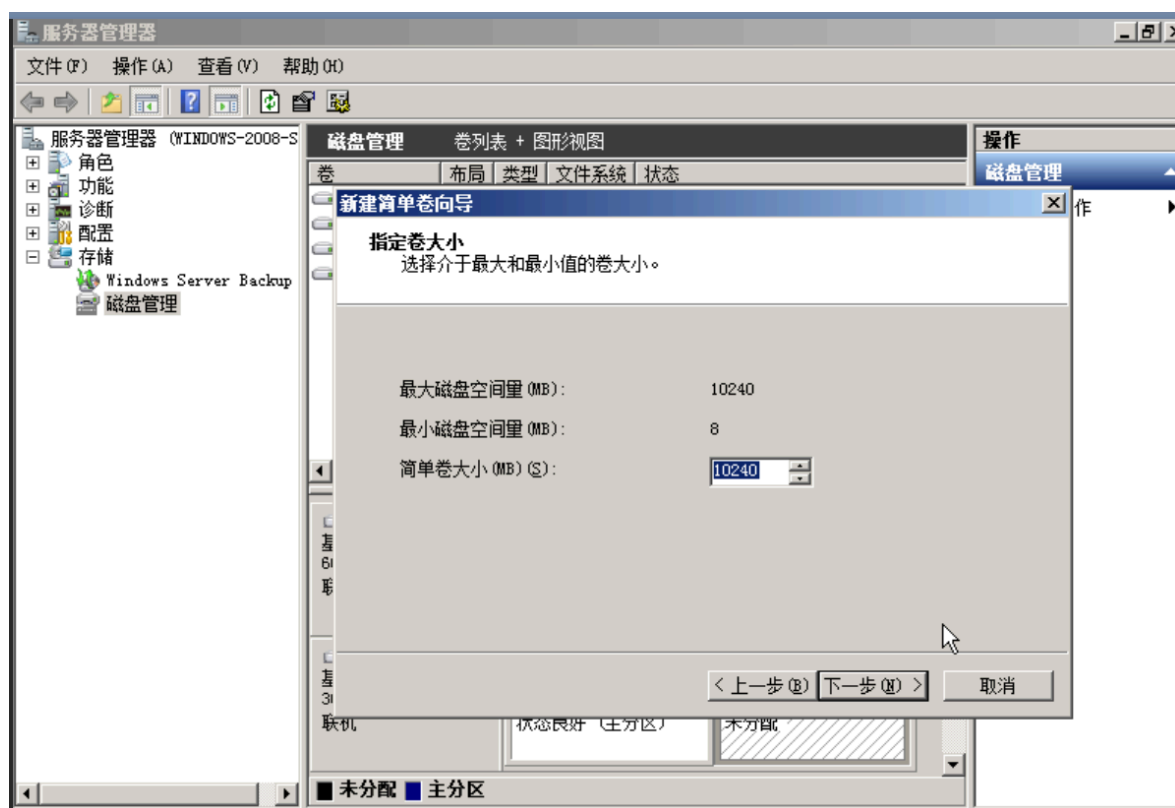 服务器管理器
文件(F) 操作(A) 查看(V) 帮助(H)
服务器管理器 (WINDOWS-2008-S
角色
功能
诊断
配置
存储
Windows Server Backup
磁盘管理
磁盘管理 卷列表 + 图形视图
卷 布局 类型 文件系统 状态
新建简单卷向导
指定卷大小
选择介于最大和最小值的卷大小。
最大磁盘空间量(MB): 10240
最小磁盘空间量(MB): 8
简单卷大小(MB)(S): 10240
< 上一步(B) 下一步(N) > 取消
联机
状态良好 (主分区) 未分配
未分配 主分区
操作
磁盘管理
作